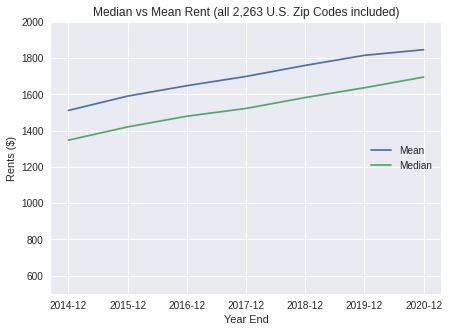 Median vs Mean Rent (all 2,263 U.S. Zip Codes included)
2000
1800
1600
1400
1200
1000
800
600
Rents ($)
Mean
Median
2014-12 2015-12 2016-12 2017-12 2018-12 2019-12 2020-12
Year End